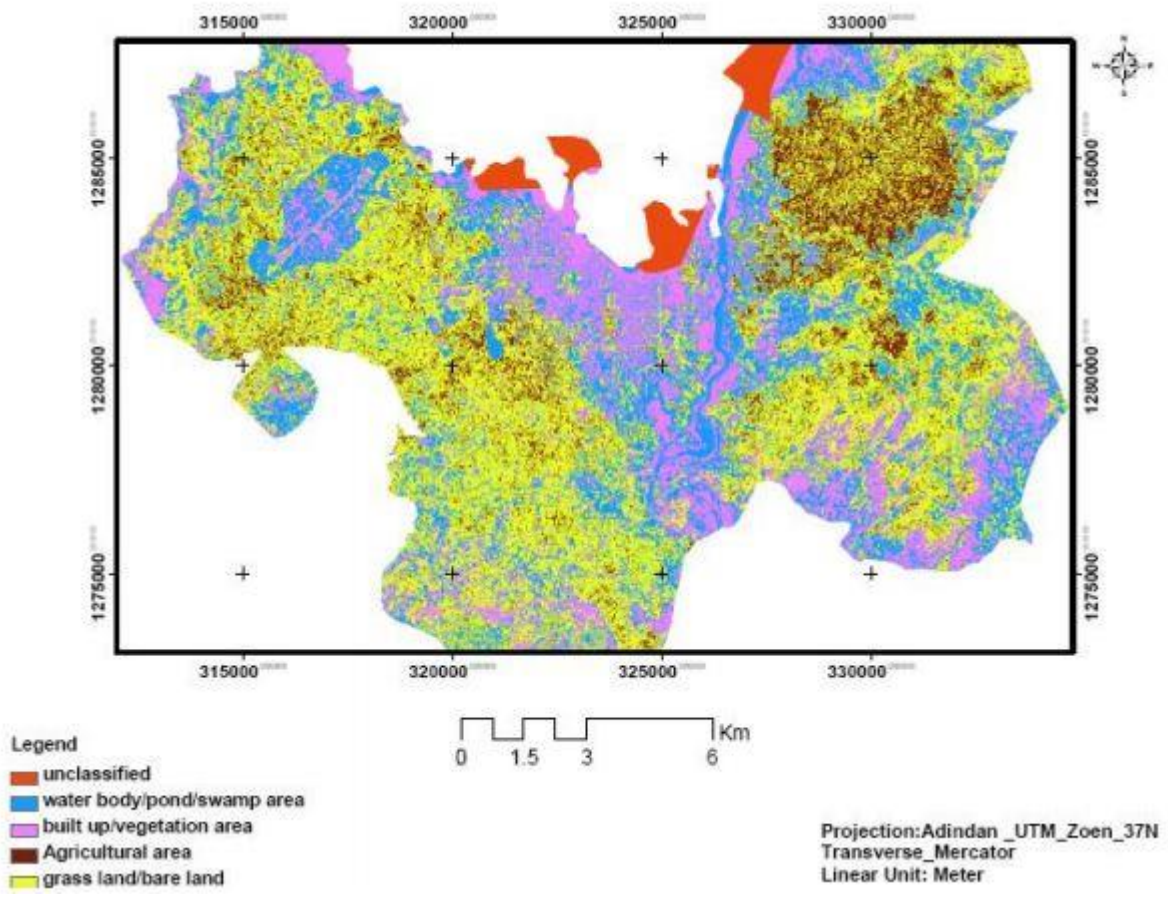 315000 320000 325000 330000
1285000 1285000
1280000 1280000
1275000 1275000
315000 320000 325000 330000
Km
0 1.5 3 6
Legend
unclassified
water body/pond/swamp area
built up/vegetation area
Agricultural area
grass land/bare land
Projection:Adindan _UTM_Zoen_37N
Transverse_Mercator
Linear Unit: Meter